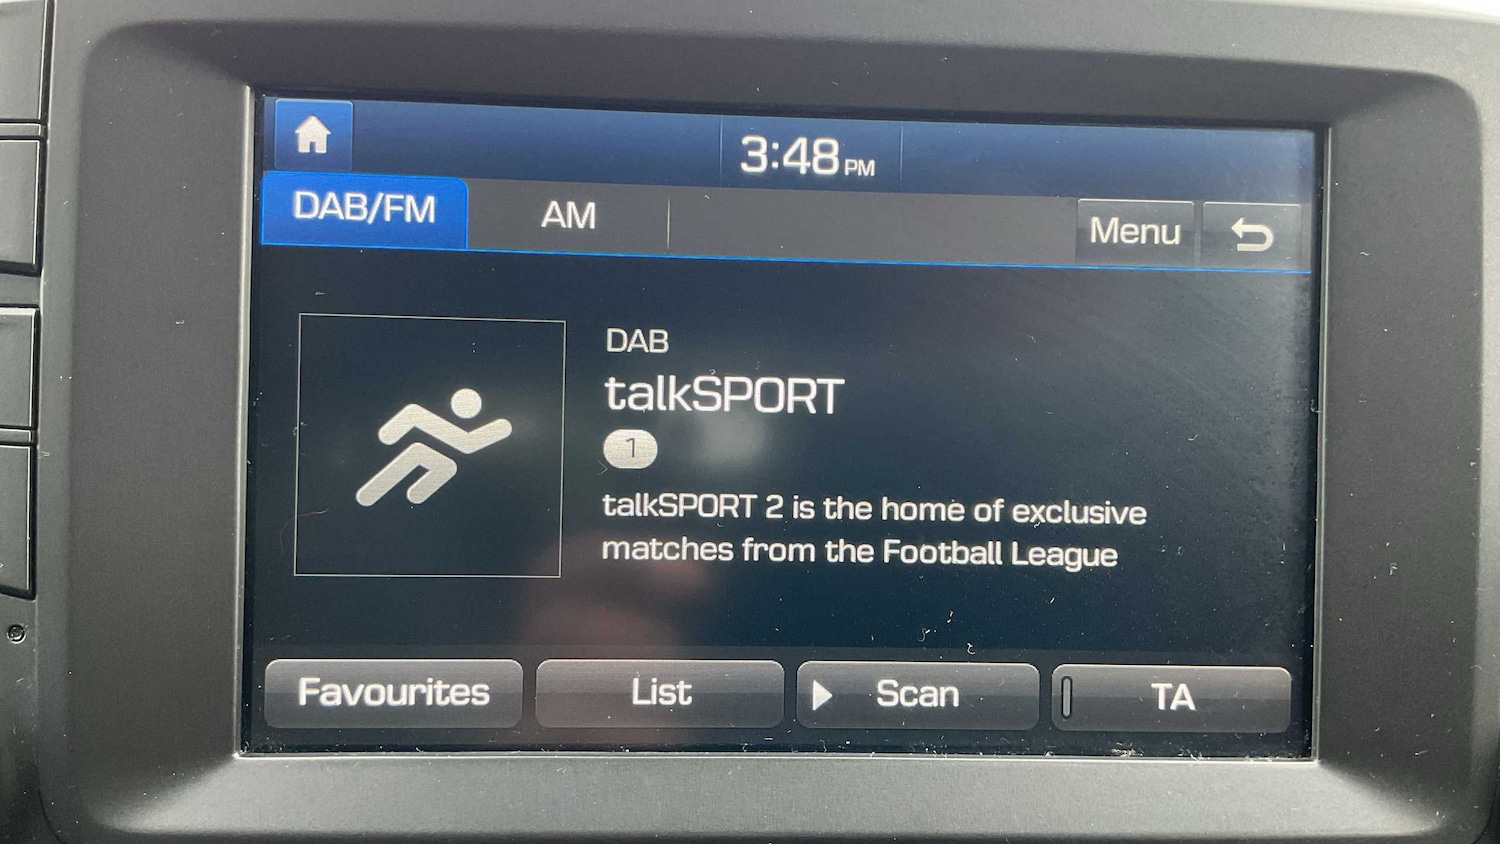 3:48 PM
DAB/FM AM Menu
DAB
talkSPORT
1
talkSPORT 2 is the home of exclusive
matches from the Football League
Favourites List Scan TA